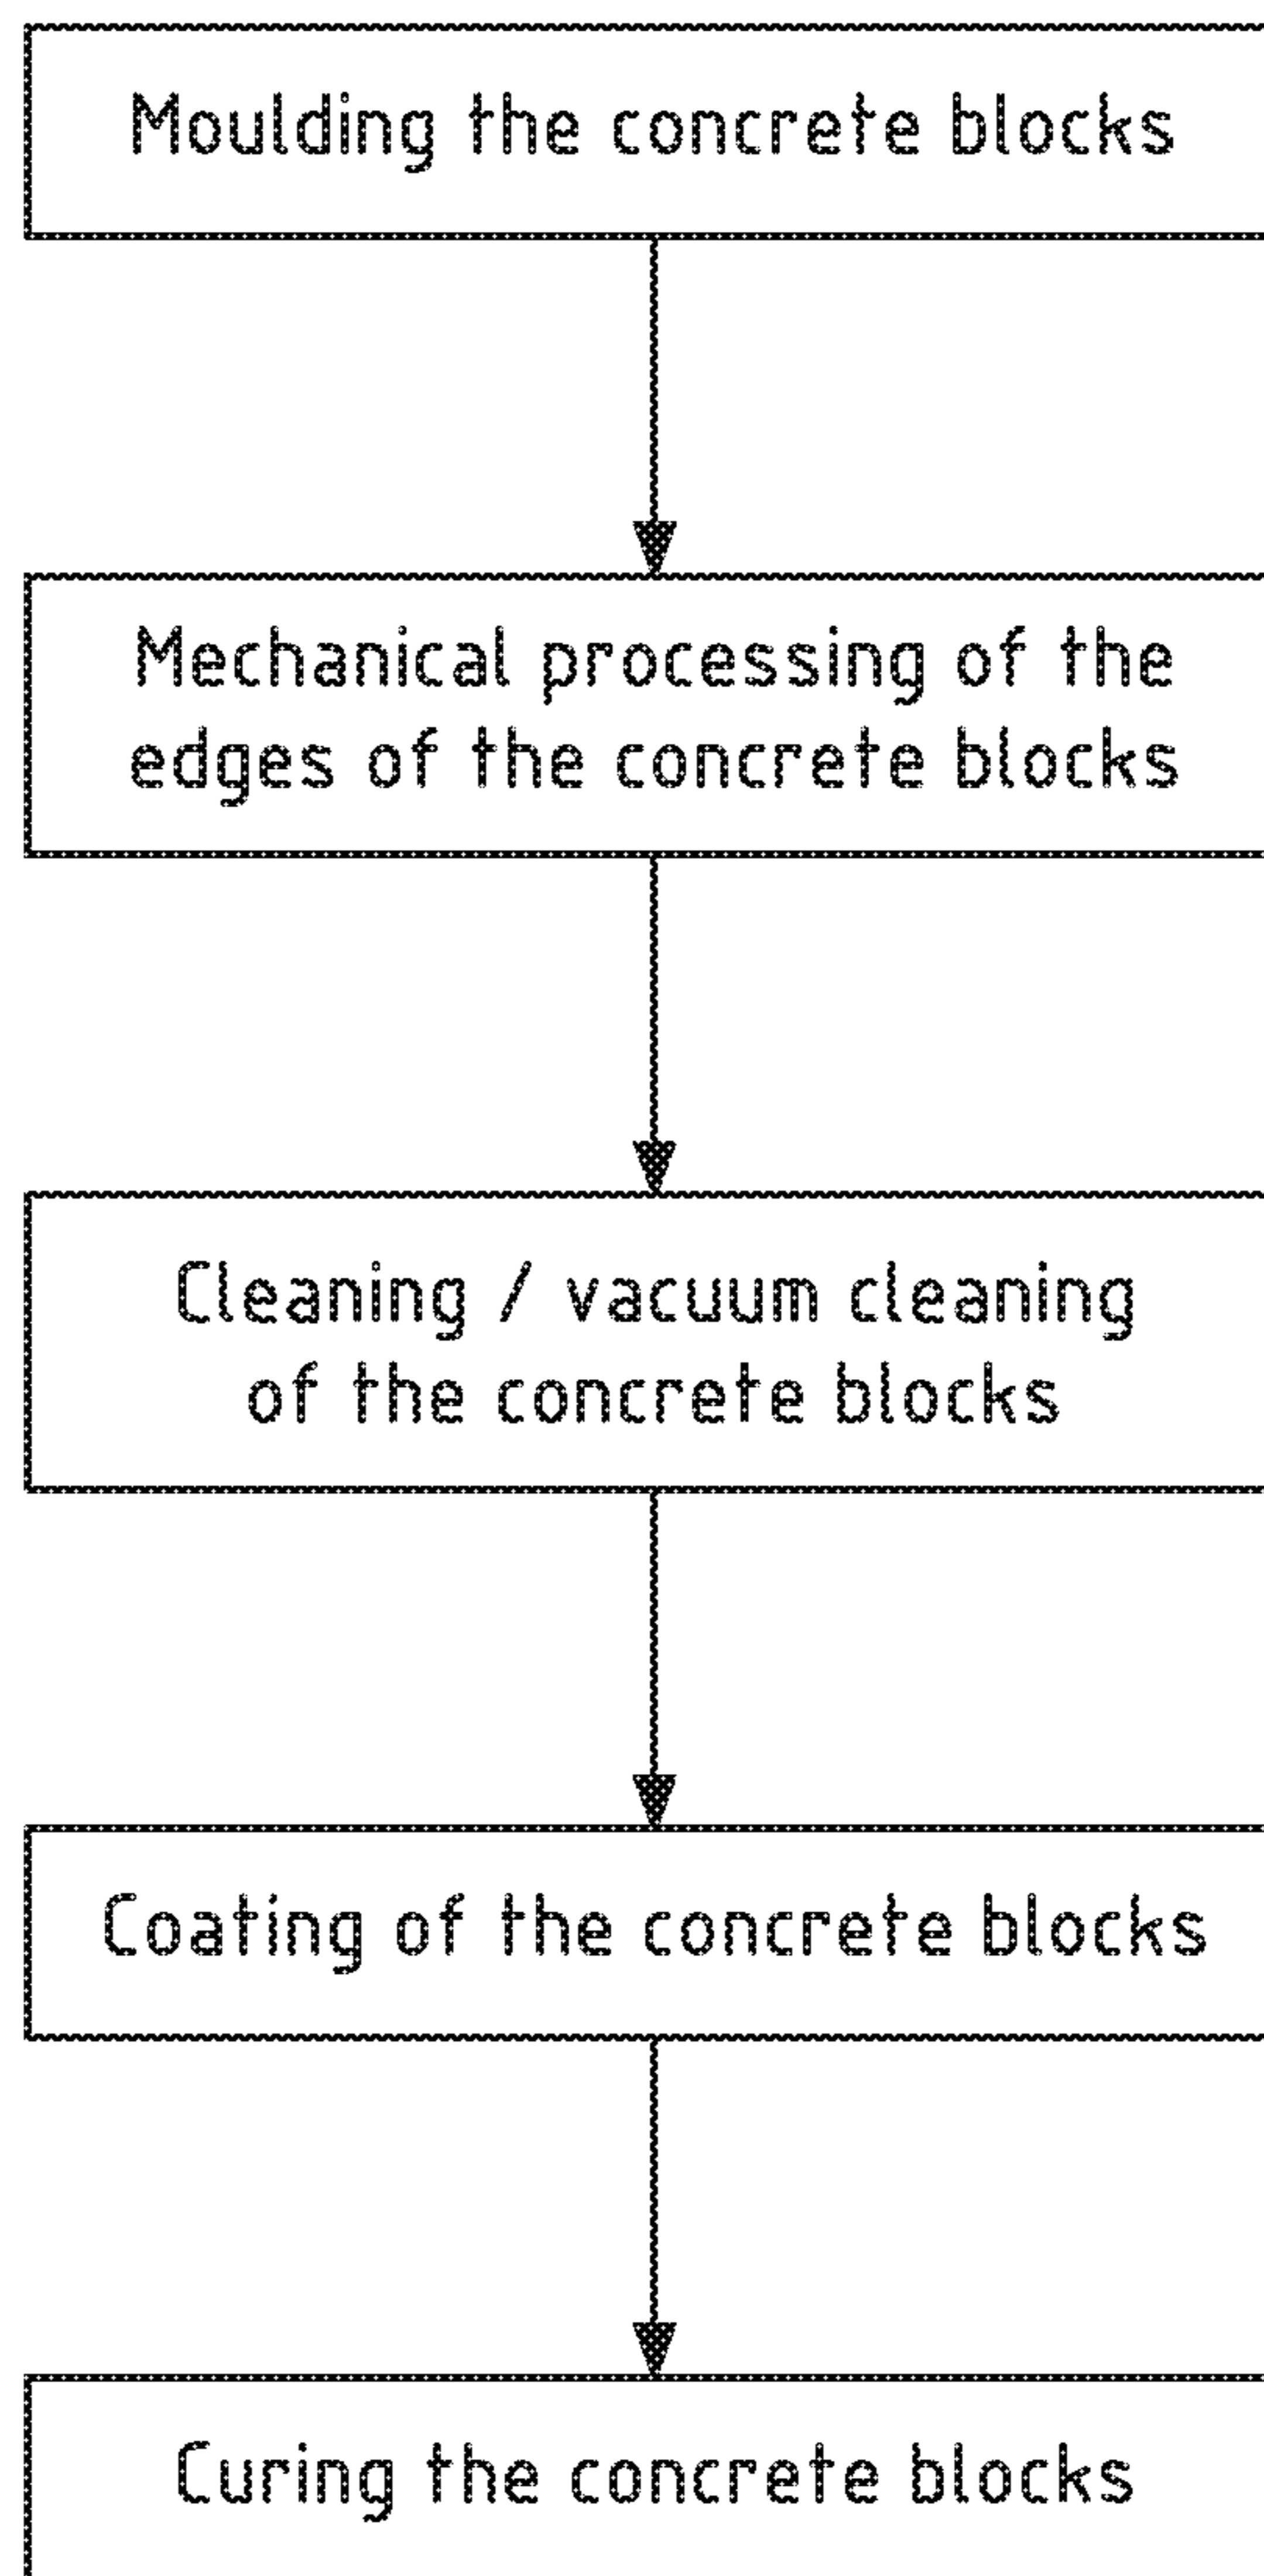 Moulding the concrete blocks
Mechanical processing of the
edges of the concrete blocks
Cleaning / vacuum cleaning
of the concrete blocks
Coating of the concrete blocks
Curing the concrete blocks